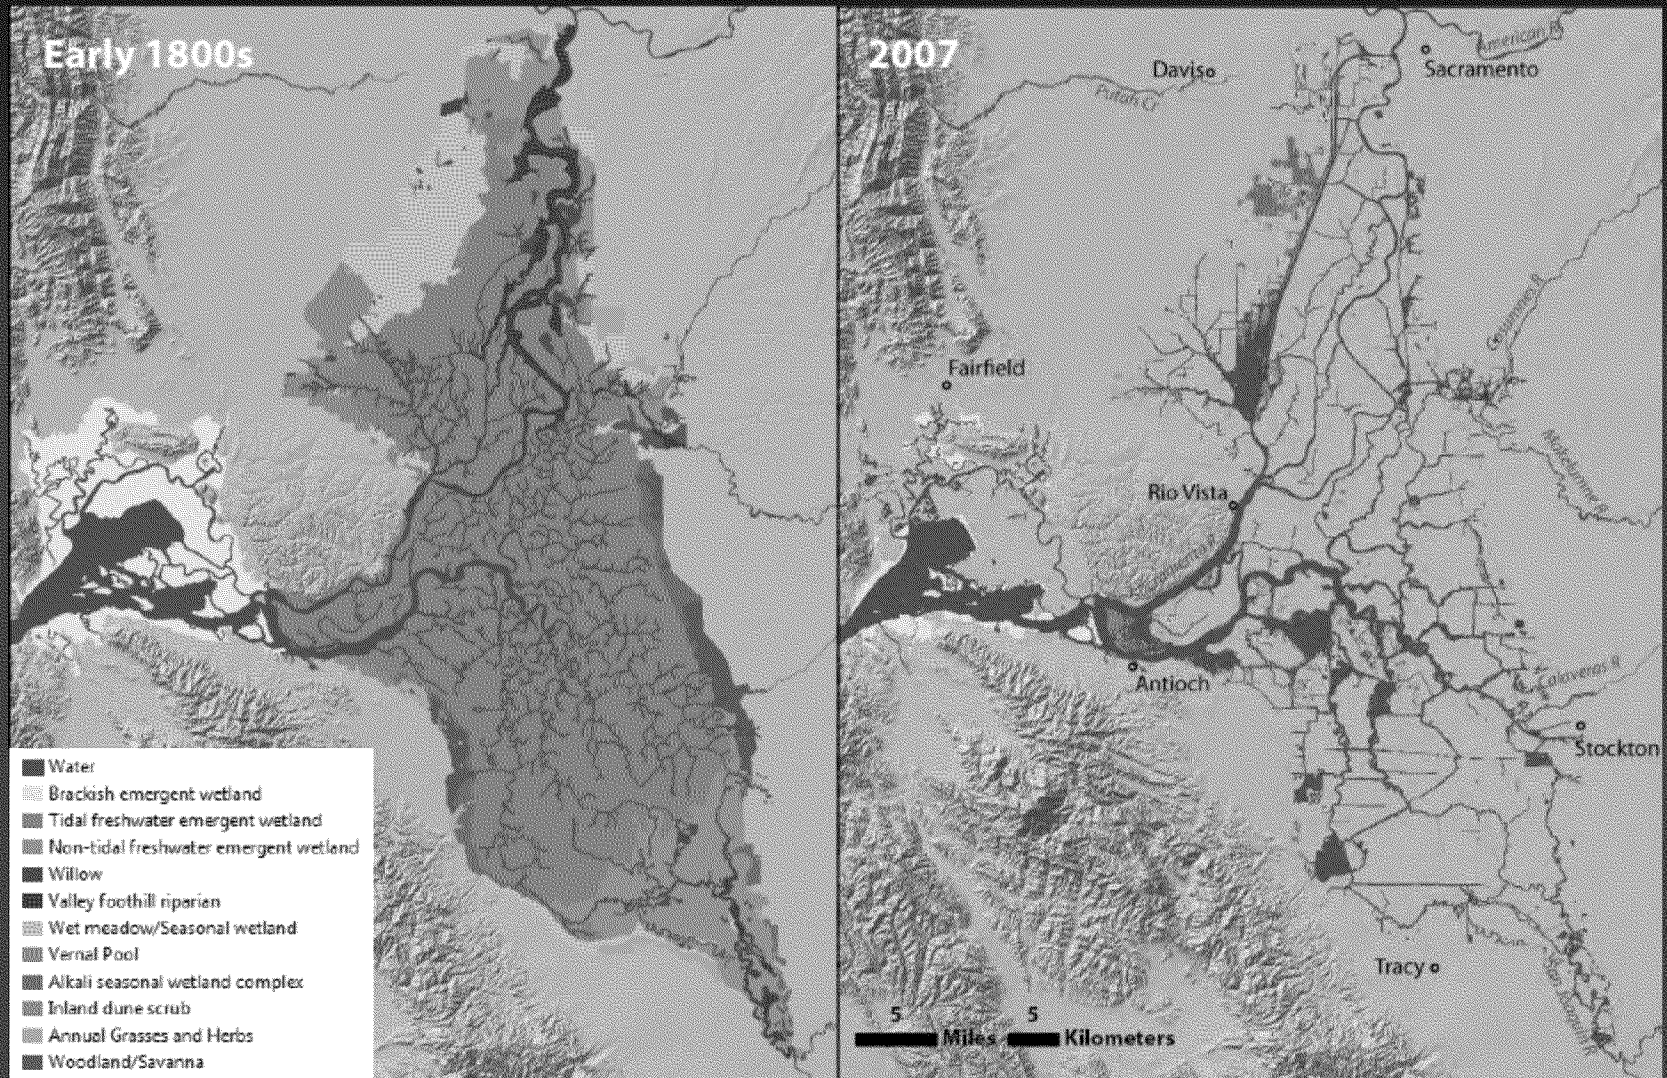 Early 1800s
2007
American R.
Davis
Sacramento
Putah Cr.
Cosumnes R.
Fairfield
Mokelumne R.
Rio Vista
Sacramento R.
Antioch
Calaveras R.
Stockton
Water
Brackish emergent wetland
Tidal freshwater emergent wetland
Non-tidal freshwater emergent wetland
Willow
Valley foothill riparian
Wet meadow/Seasonal wetland
Vernal Pool
Alkali seasonal wetland complex
Inland dune scrub
Annual Grasses and Herbs
Woodland/Savanna
Tracy
San Joaquin R.
5 5
Miles Kilometers